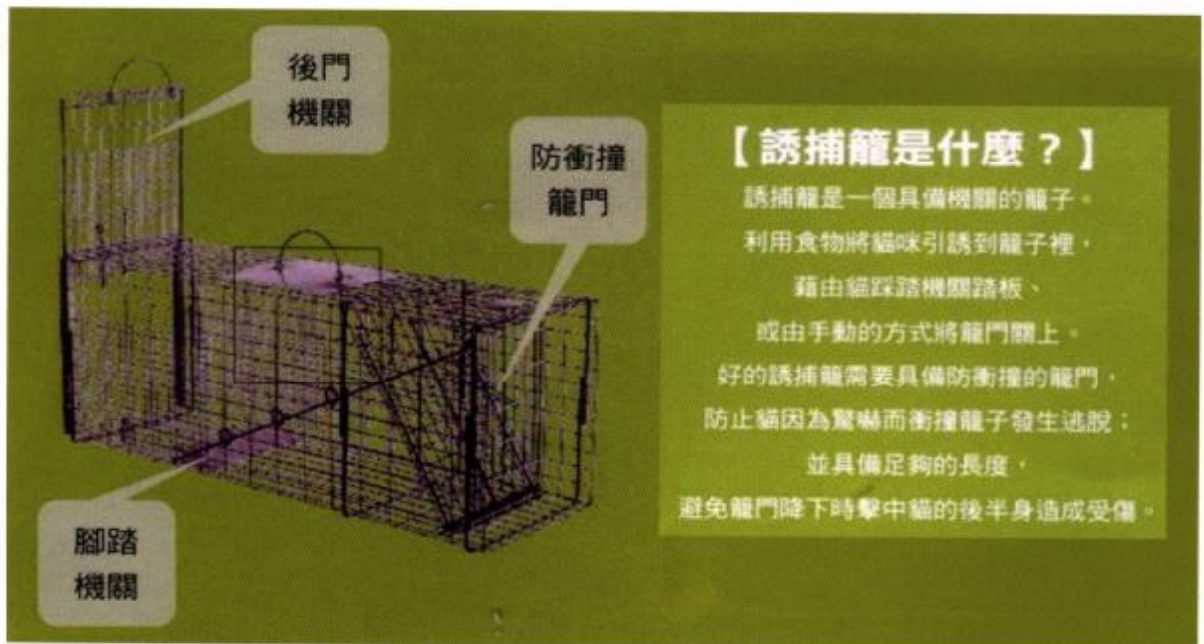 後門
機關
防衝撞
籠門
腳踏
機關
【誘捕籠是什麼?】
誘捕籠是一個具備機關的籠子。
利用食物將貓咪引誘到籠子裡,
藉由貓踩踏機關踏板、
或由手動的方式將籠門關上。
好的誘捕籠需要具備防衝撞的籠門,
防止貓因為驚嚇而衝撞籠子發生逃脫;
並具備足夠的長度,
避免籠門降下時擊中貓的後半身造成受傷。